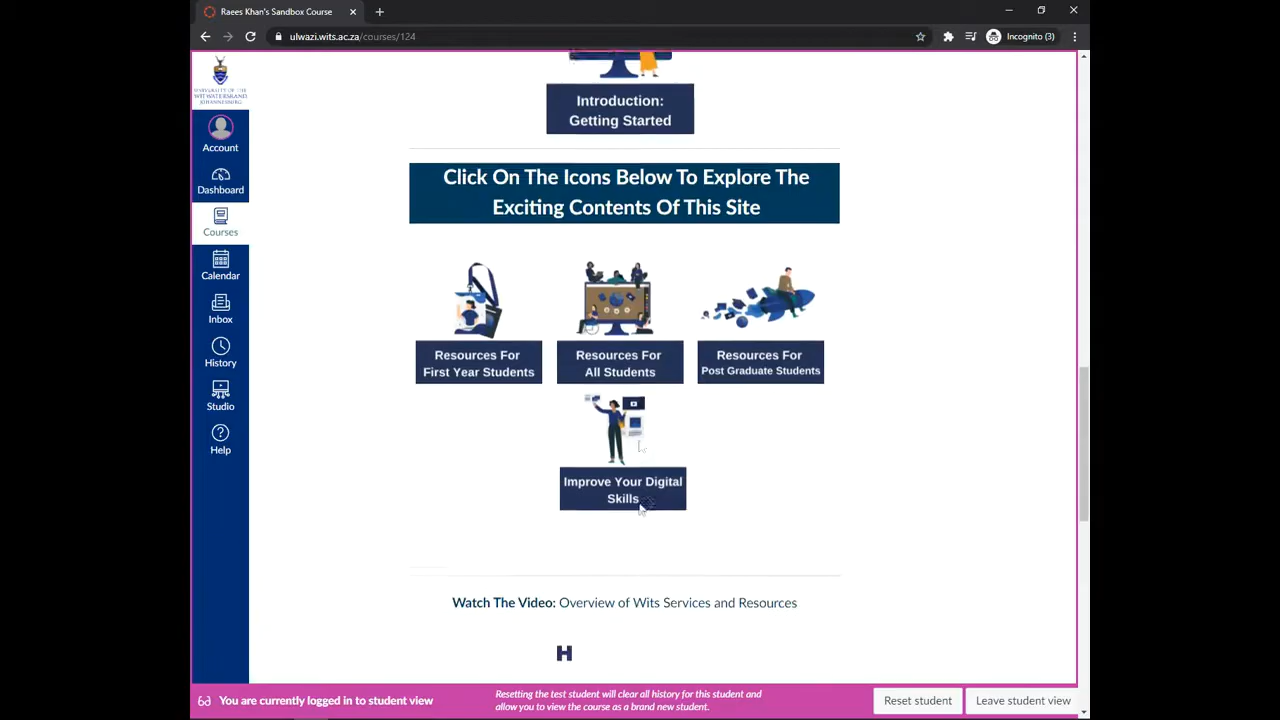 Raees Khan's Sandbox Course
ulwazi.wits.ac.za/courses/124
Incognito (3)
UNIVERSITY OF THE
WITWATERSRAND,
JOHANNESBURG
Account
Dashboard
Courses
Calendar
Inbox
History
Studio
Help
Introduction:
Getting Started
Click On The Icons Below To Explore The
Exciting Contents Of This Site
Resources For
First Year Students
Resources For
All Students
Resources For
Post Graduate Students
Improve Your Digital
Skills
Watch The Video: Overview of Wits Services and Resources
H
You are currently logged in to student view
Resetting the test student will clear all history for this student and
allow you to view the course as a brand new student.
Reset student
Leave student view